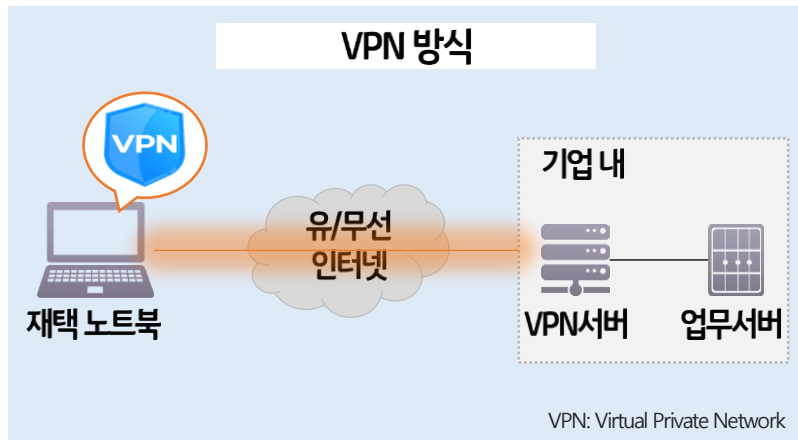 VPN 방식
VPN
기업 내
유/무선
인터넷
재택 노트북
VPN서버
업무서버
VPN: Virtual Private Network